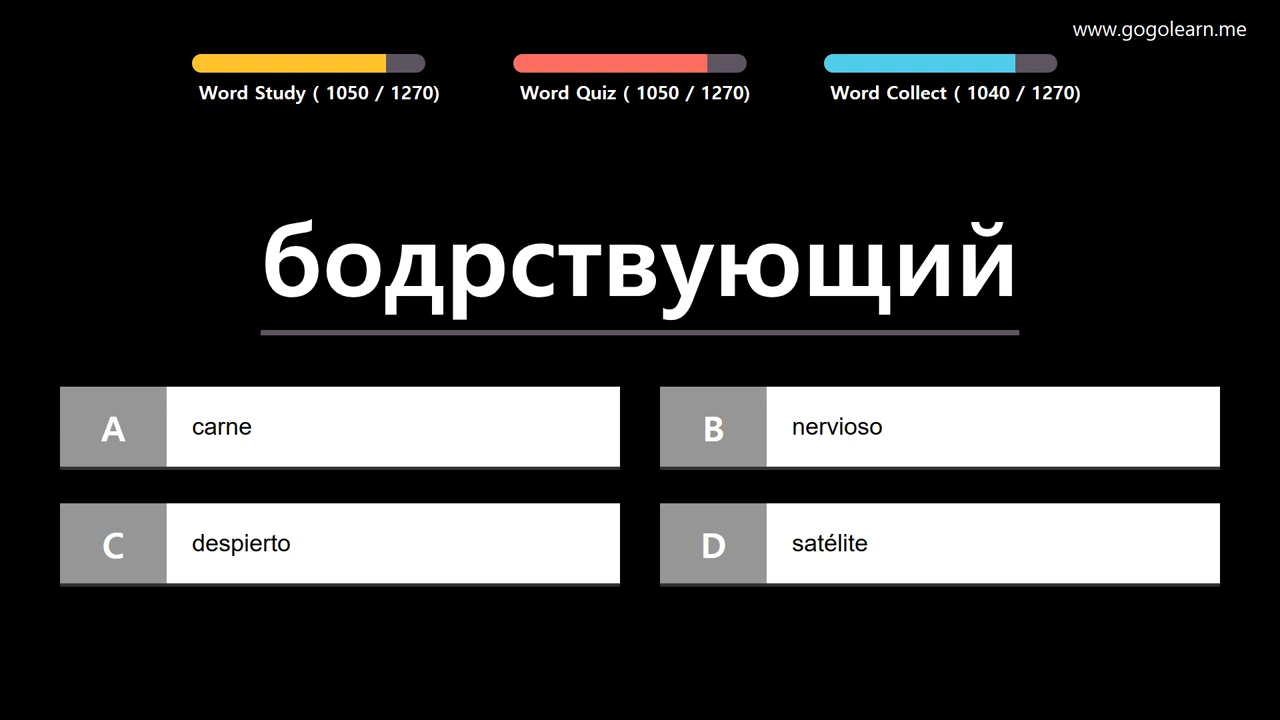 www.gogolearn.me
Word Study ( 1050 / 1270)
Word Quiz ( 1050 / 1270)
Word Collect ( 1040 / 1270)
бодрствующий
A carne
B nervioso
C despierto
D satélite